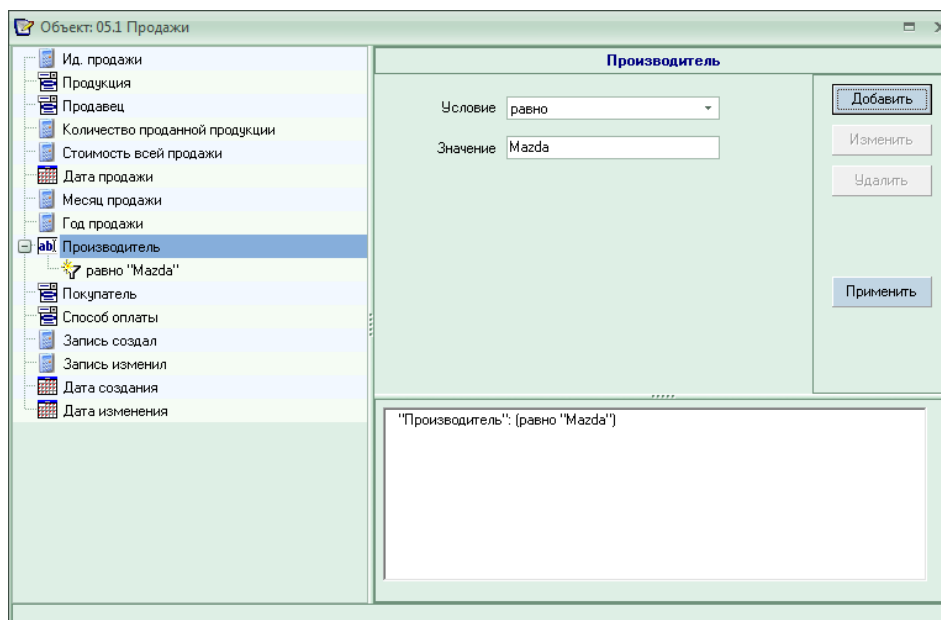 Объект: 05.1 Продажи
Ид. продажи
Продукция
Продавец
Количество проданной продукции
Стоимость всей продажи
Дата продажи
Месяц продажи
Год продажи
Производитель
равно "Mazda"
Покупатель
Способ оплаты
Запись создал
Запись изменил
Дата создания
Дата изменения
Производитель
Условие равно
Значение Mazda
Добавить
Изменить
Удалить
Применить
"Производитель": (равно "Mazda")